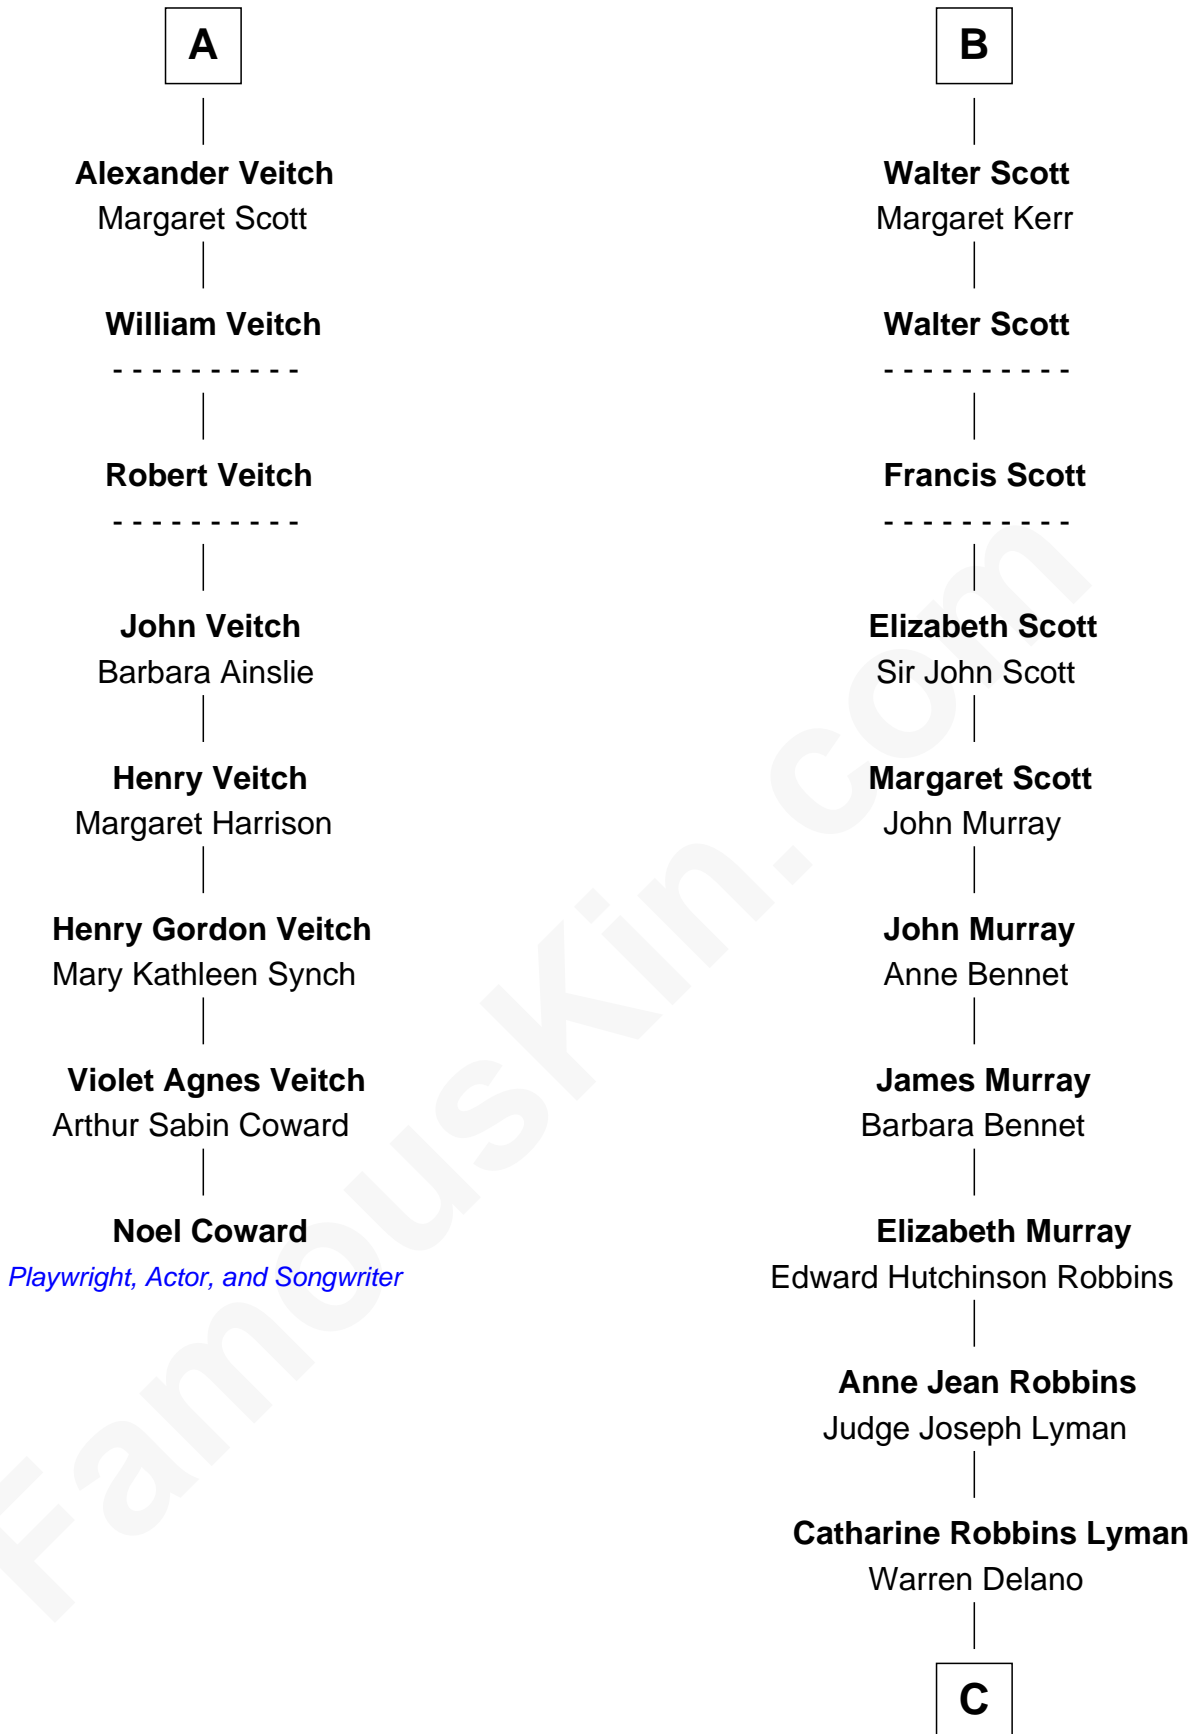 A
Alexander Veitch
Margaret Scott
William Veitch
- - - - - - - - - -
Robert Veitch
- - - - - - - - - -
John Veitch
Barbara Ainslie
Henry Veitch
Margaret Harrison
Henry Gordon Veitch
Mary Kathleen Synch
Violet Agnes Veitch
Arthur Sabin Coward
Noel Coward
Playwright, Actor, and Songwriter
B
Walter Scott
Margaret Kerr
Walter Scott
- - - - - - - - - -
Francis Scott
- - - - - - - - - -
Elizabeth Scott
Sir John Scott
Margaret Scott
John Murray
John Murray
Anne Bennet
James Murray
Barbara Bennet
Elizabeth Murray
Edward Hutchinson Robbins
Anne Jean Robbins
Judge Joseph Lyman
Catharine Robbins Lyman
Warren Delano
C
FamousKin.com